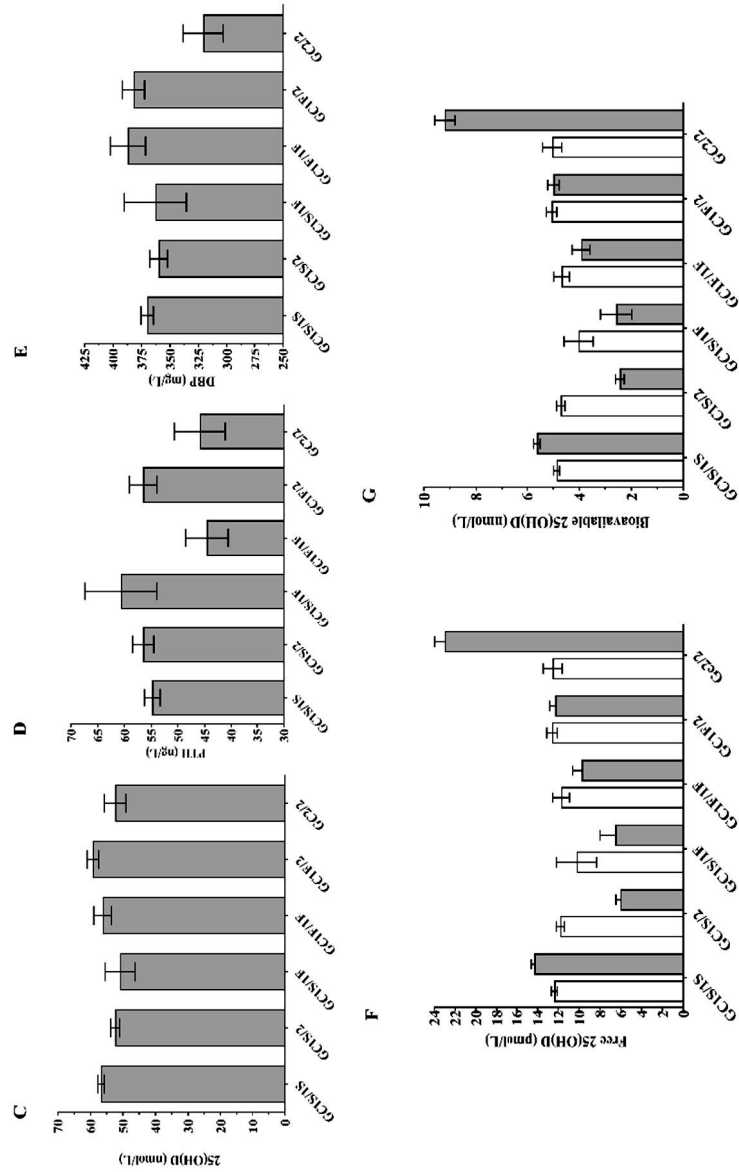 C
25(OH)D (nmol/L)
70
60
50
40
30
20
10
0
GC1S/1S
GC1S/2
GC1S/1F
GC1F/1F
GC1F/2
GC2/2
D
PTH (ng/L)
70
65
60
55
50
45
40
35
30
GC1S/1S
GC1S/2
GC1S/1F
GC1F/1F
GC1F/2
GC2/2
E
DBP (mg/L)
425
400
375
350
325
300
275
250
GC1S/1S
GC1S/2
GC1S/1F
GC1F/1F
GC1F/2
GC2/2
F
Free 25(OH)D (pmol/L)
24
22
20
18
16
14
12
10
8
6
4
2
0
GC1S/1S
GC1S/2
GC1S/1F
GC1F/1F
GC1F/2
Gc2/2
G
Bioavailable 25(OH)D (nmol/L)
10
8
6
4
2
0
GC1S/1S
GC1S/2
GC1S/1F
GC1F/1F
GC1F/2
GC2/2